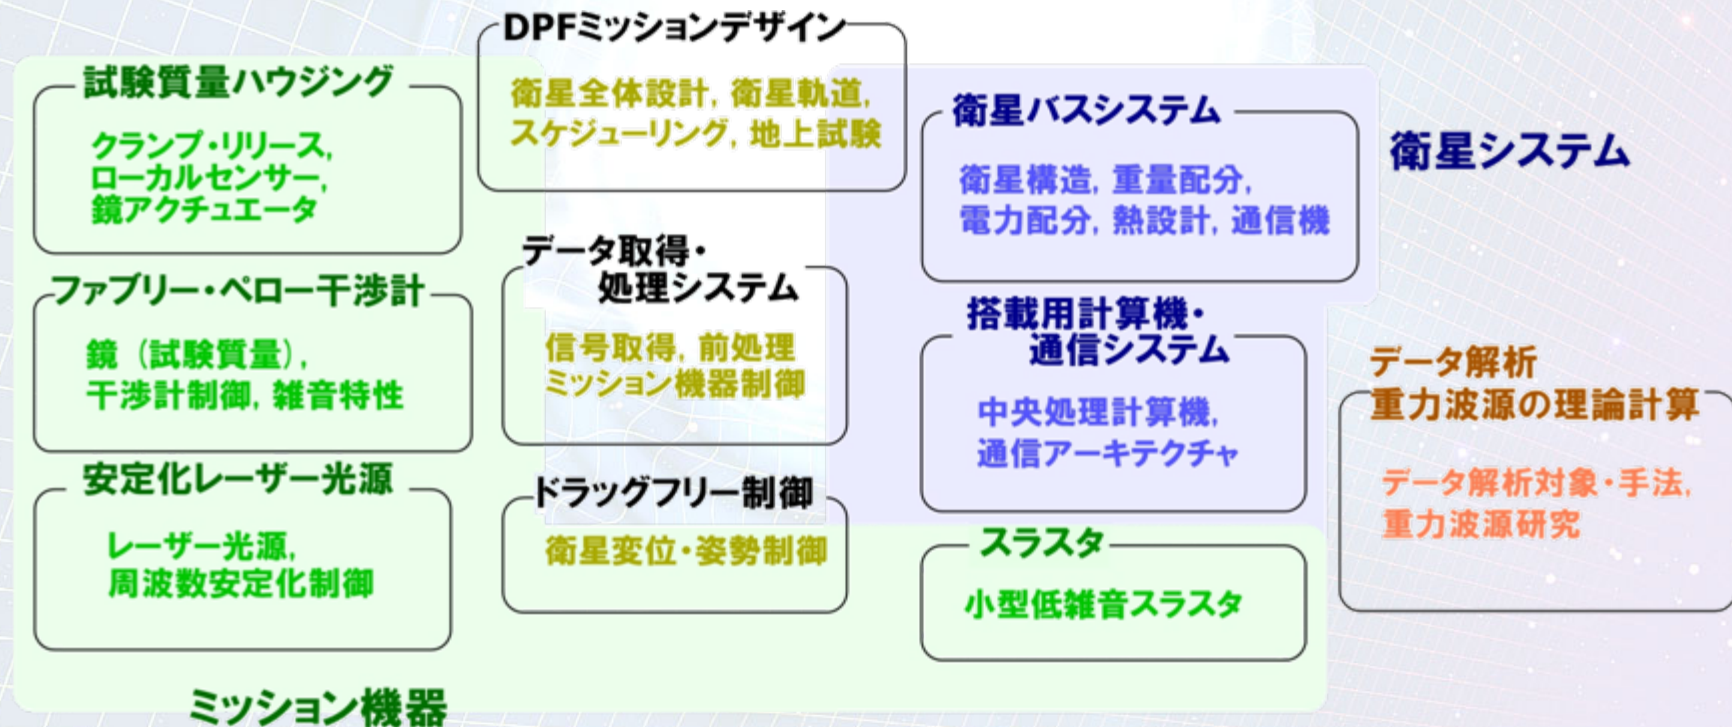 DPFミッションデザイン
衛星全体設計, 衛星軌道,
スケジューリング, 地上試験
試験質量ハウジング
クランプ・リリース,
ローカルセンサー,
鏡アクチュエータ
衛星バスシステム
衛星構造, 重量配分,
電力配分, 熱設計, 通信機
衛星システム
データ取得・
処理システム
信号取得, 前処理
ミッション機器制御
ファブリー・ペロー干渉計
鏡 (試験質量),
干渉計制御, 雑音特性
搭載用計算機・
通信システム
中央処理計算機,
通信アーキテクチャ
データ解析
重力波源の理論計算
データ解析対象・手法,
重力波源研究
安定化レーザー光源
レーザー光源,
周波数安定化制御
ドラッグフリー制御
衛星変位・姿勢制御
スラスタ
小型低雑音スラスタ
ミッション機器